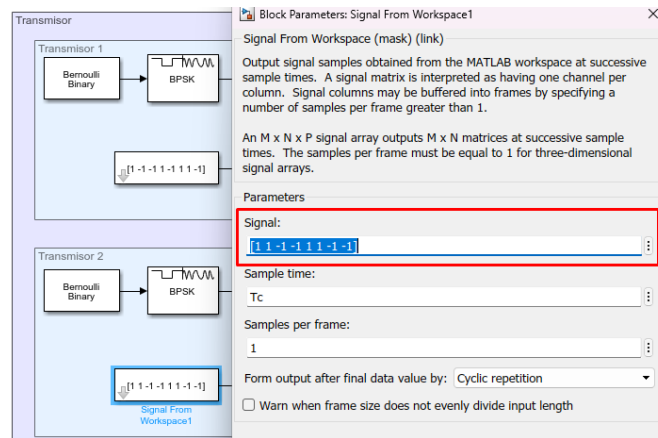 Transmisor
Transmisor 1
Bernoulli
Binary
BPSK
[1 -1 -1 1 -1 1 1 -1]
Transmisor 2
Bernoulli
Binary
BPSK
[1 1 -1 -1 1 1 -1 -1]
Signal From
Workspace1
Block Parameters: Signal From Workspace1
Signal From Workspace (mask) (link)
Output signal samples obtained from the MATLAB workspace at successive
sample times. A signal matrix is interpreted as having one channel per
column. Signal columns may be buffered into frames by specifying a
number of samples per frame greater than 1.
An M x N x P signal array outputs M x N matrices at successive sample
times. The samples per frame must be equal to 1 for three-dimensional
signal arrays.
Parameters
Signal:
[1 1 -1 -1 1 1 -1 -1]
Sample time:
Tc
Samples per frame:
1
Form output after final data value by: Cyclic repetition
Warn when frame size does not evenly divide input length